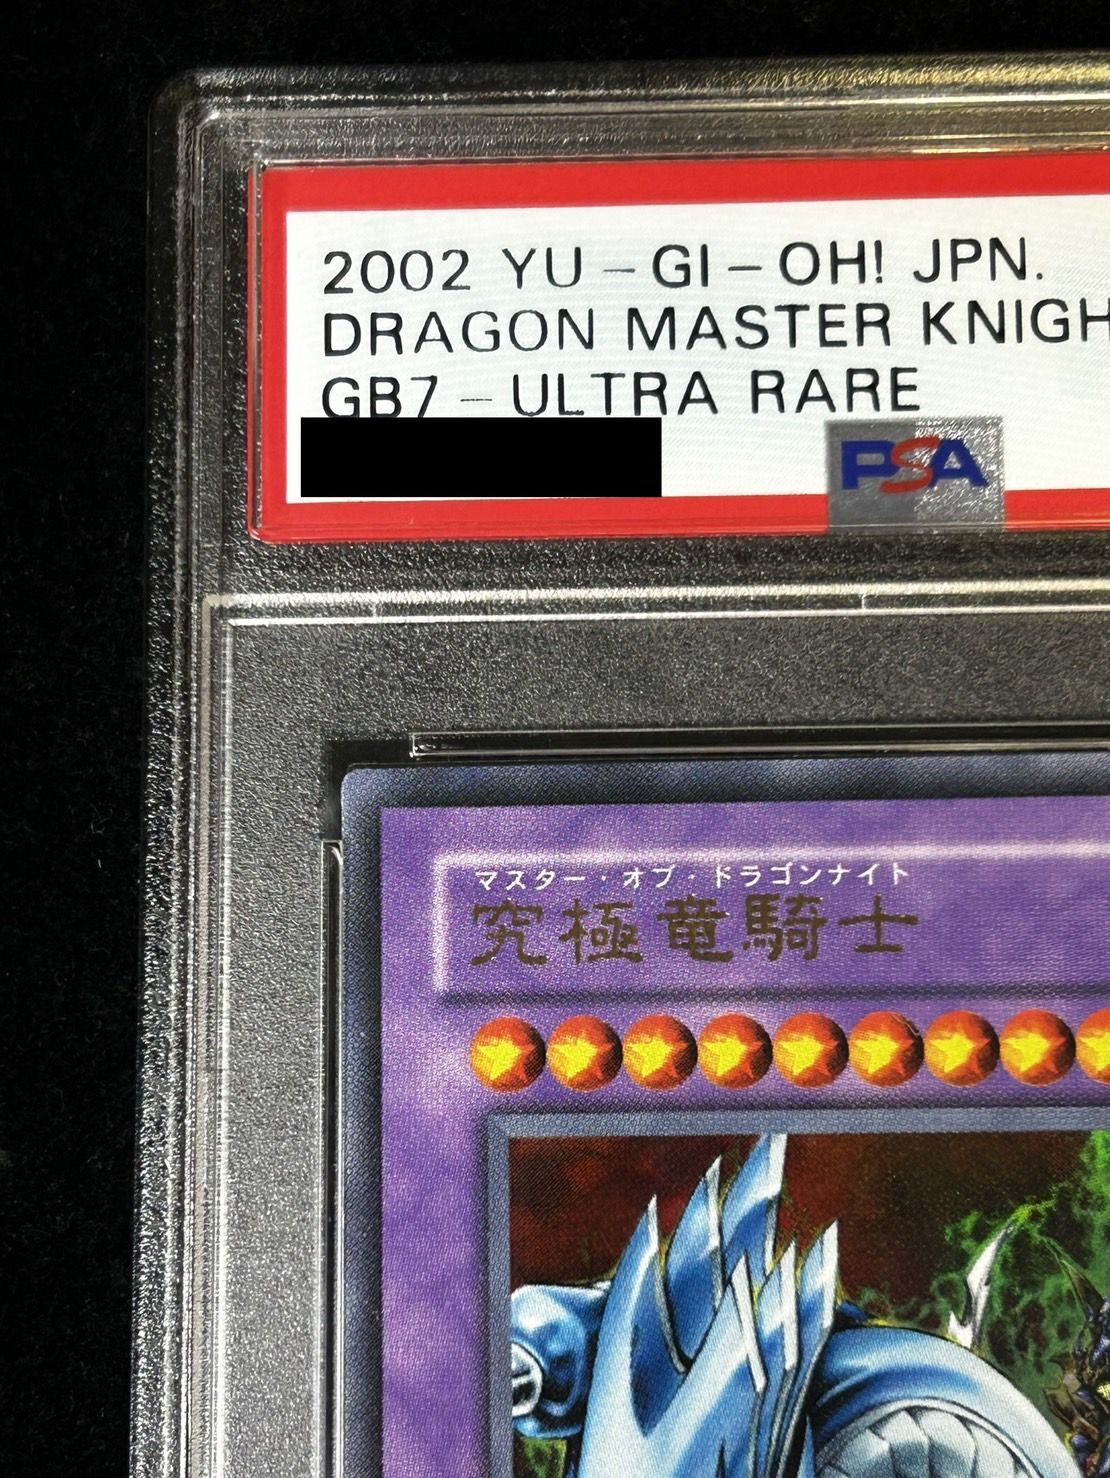 2002 YU-GI-OH! JPN.
DRAGON MASTER KNIGH
GB7-ULTRA RARE
PSA
マスター・オブ・ドラゴンナイト
究極竜騎士